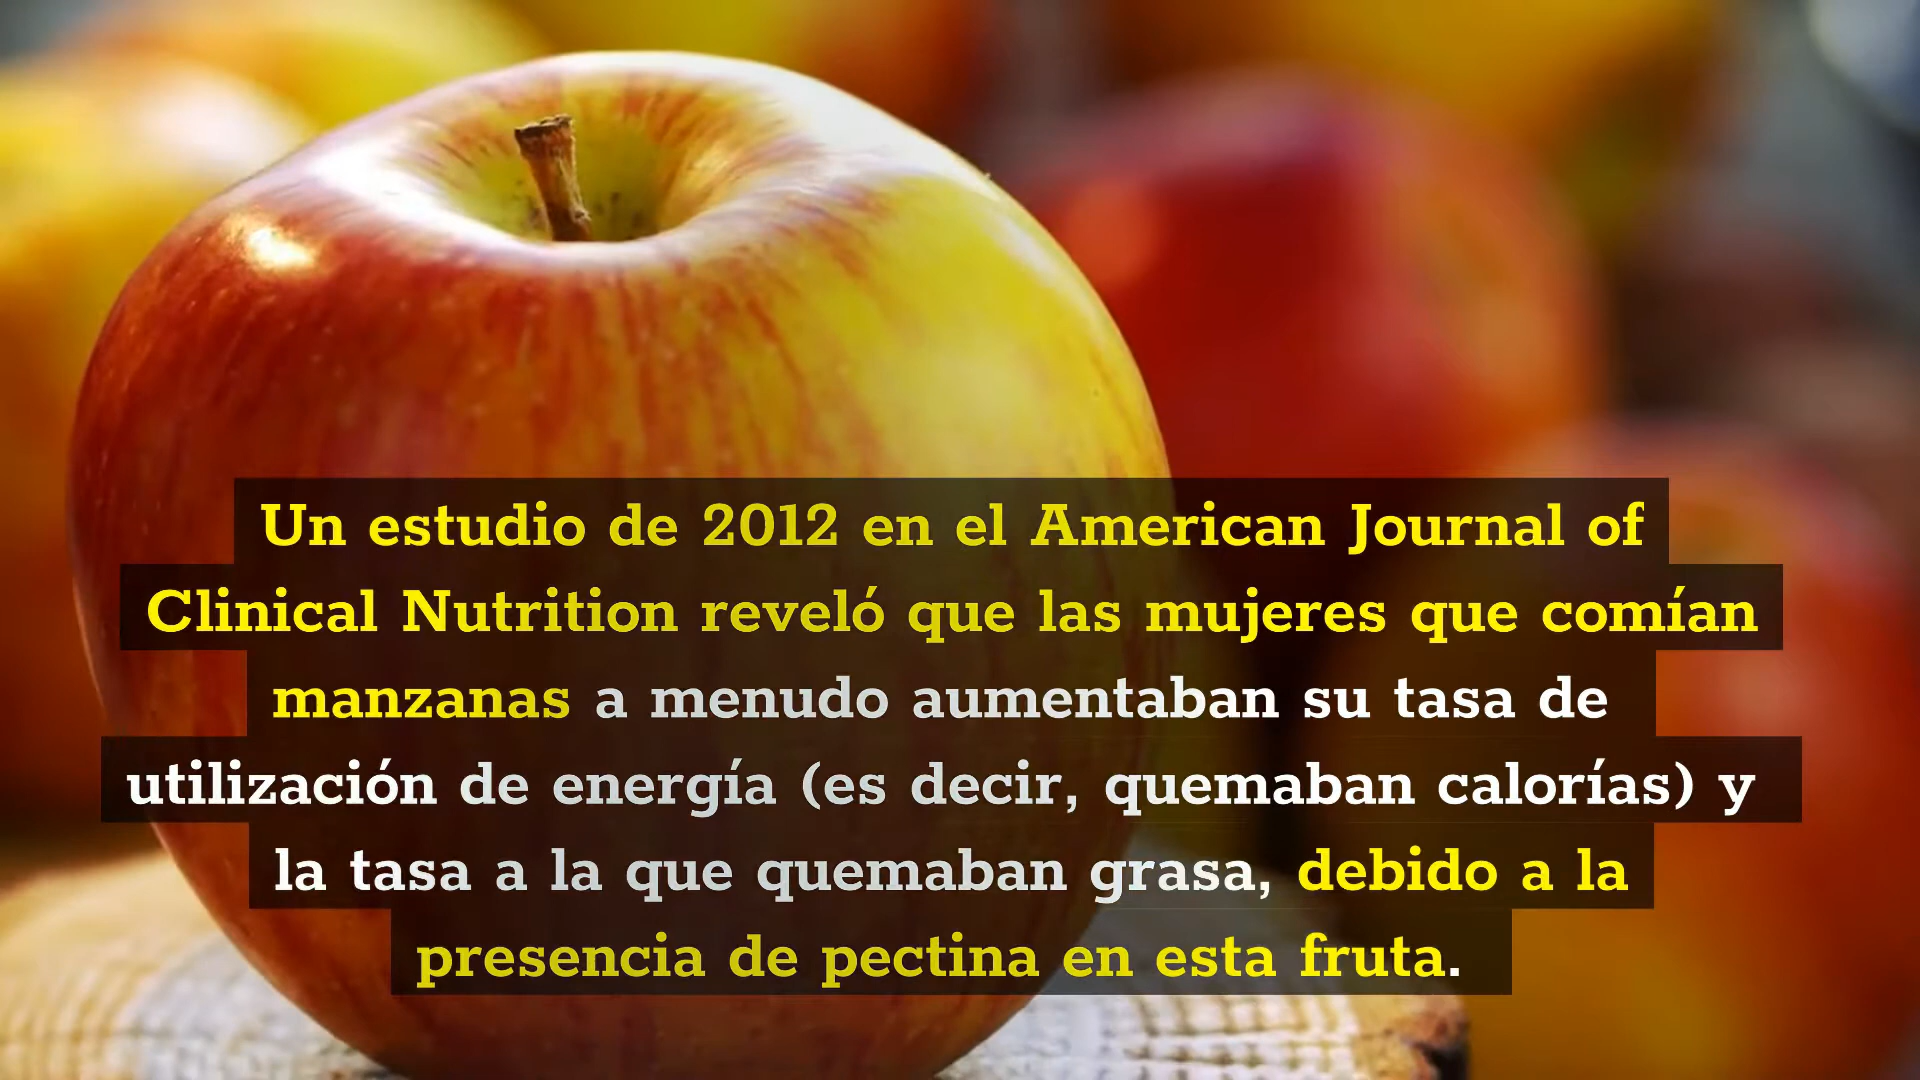 Un estudio de 2012 en el American Journal of
Clinical Nutrition reveló que las mujeres que comían
manzanas a menudo aumentaban su tasa de
utilización de energía (es decir, quemaban calorías) y
la tasa a la que quemaban grasa, debido a la
presencia de pectina en esta fruta.